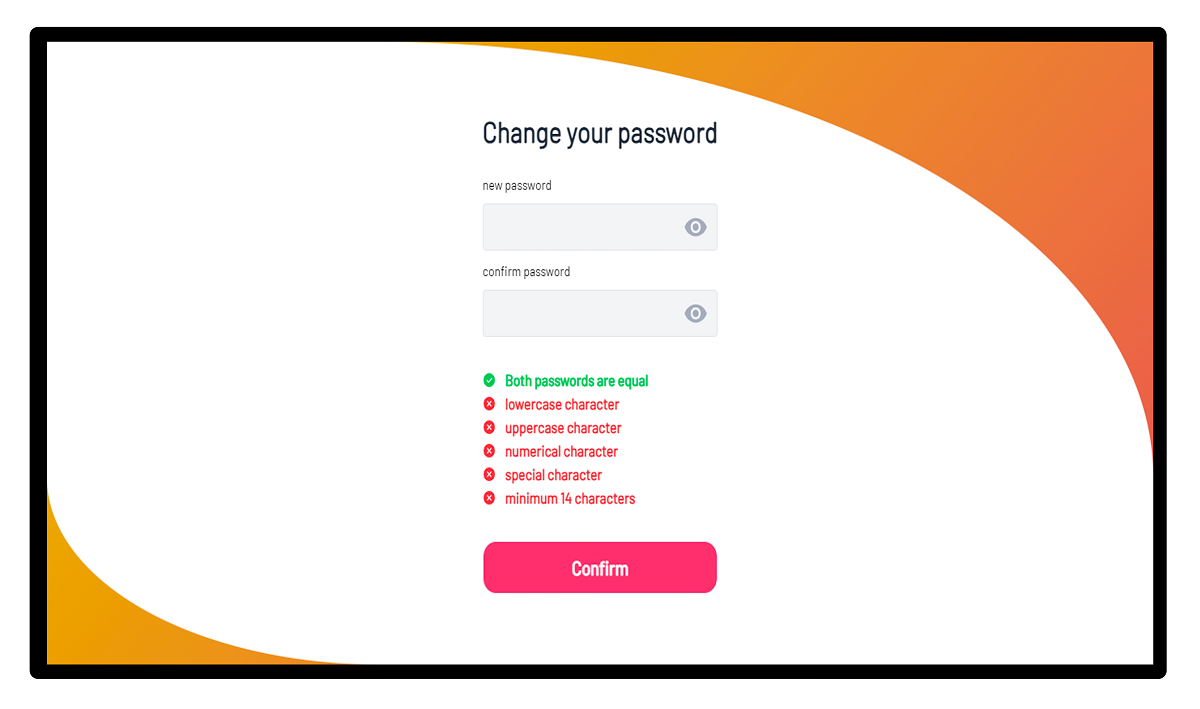 Change your password
new password
confirm password
Both passwords are equal
lowercase character
uppercase character
numerical character
special character
minimum 14 characters
Confirm